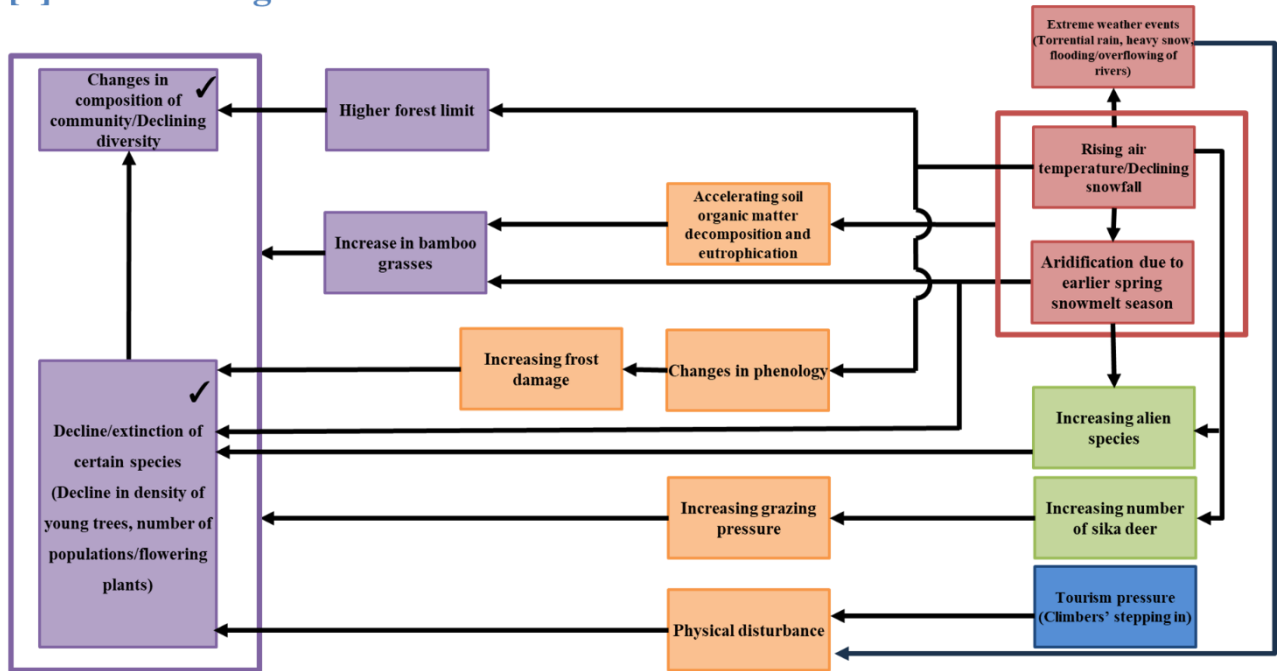 Extreme weather events
(Torrential rain, heavy snow,
flooding/overflowing of
rivers)
Changes in
composition of
community/Declining
diversity
✓
Higher forest limit
Rising air
temperature/Declining
snowfall
Accelerating soil
organic matter
decomposition and
eutrophication
Increase in bamboo
grasses
Aridification due to
earlier spring
snowmelt season
Increasing frost
damage
Changes in phenology
✓
Decline/extinction of
certain species
(Decline in density of
young trees, number of
populations/flowering
plants)
Increasing alien
species
Increasing grazing
pressure
Increasing number
of sika deer
Physical disturbance
Tourism pressure
(Climbers' stepping in)